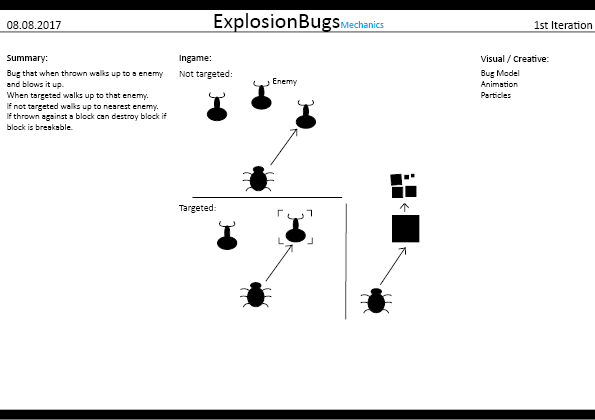 08.08.2017
ExplosionBugs Mechanics
1st Iteration
Summary:
Bug that when thrown walks up to a enemy
and blows it up.
When targeted walks up to that enemy.
If not targeted walks up to nearest enemy.
If thrown against a block can destroy block if
block is breakable.
Ingame:
Not targeted:
Enemy
Targeted:
Visual / Creative:
Bug Model
Animation
Particles